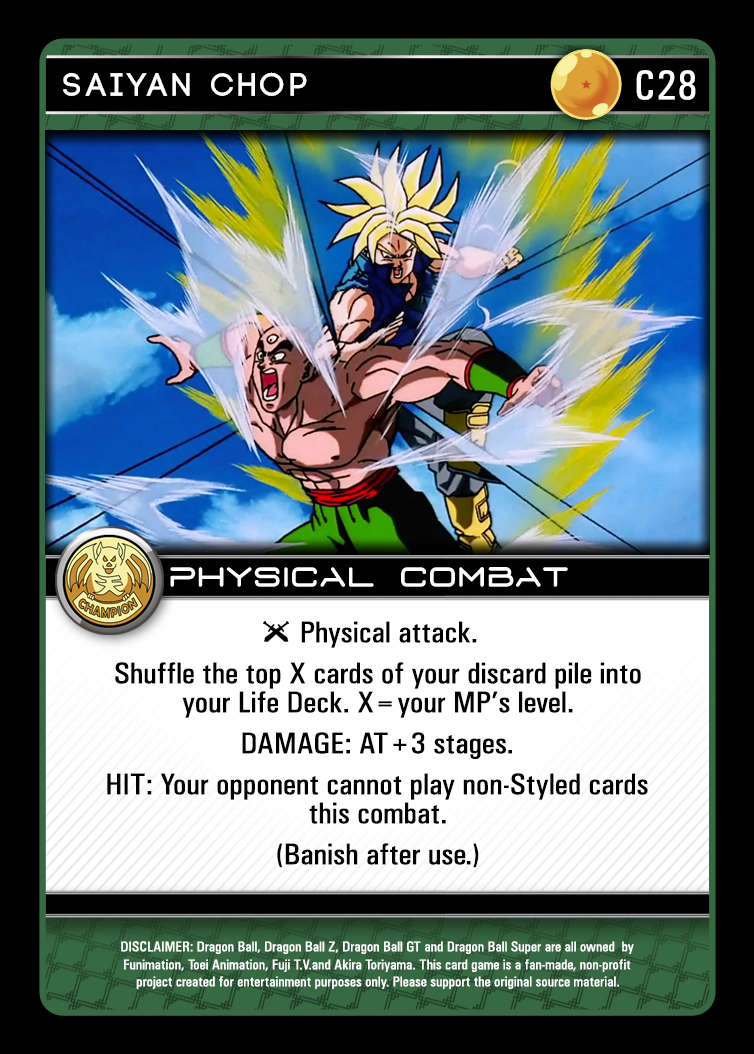 SAIYAN CHOP
C28
CHAMPION
PHYSICAL COMBAT
Physical attack.
Shuffle the top X cards of your discard pile into
your Life Deck. X = your MP's level.
DAMAGE: AT + 3 stages.
HIT: Your opponent cannot play non-Styled cards
this combat.
(Banish after use.)
DISCLAIMER: Dragon Ball, Dragon Ball Z, Dragon Ball GT and Dragon Ball Super are all owned by
Funimation, Toei Animation, Fuji T.V.and Akira Toriyama. This card game is a fan-made, non-profit
project created for entertainment purposes only. Please support the original source material.